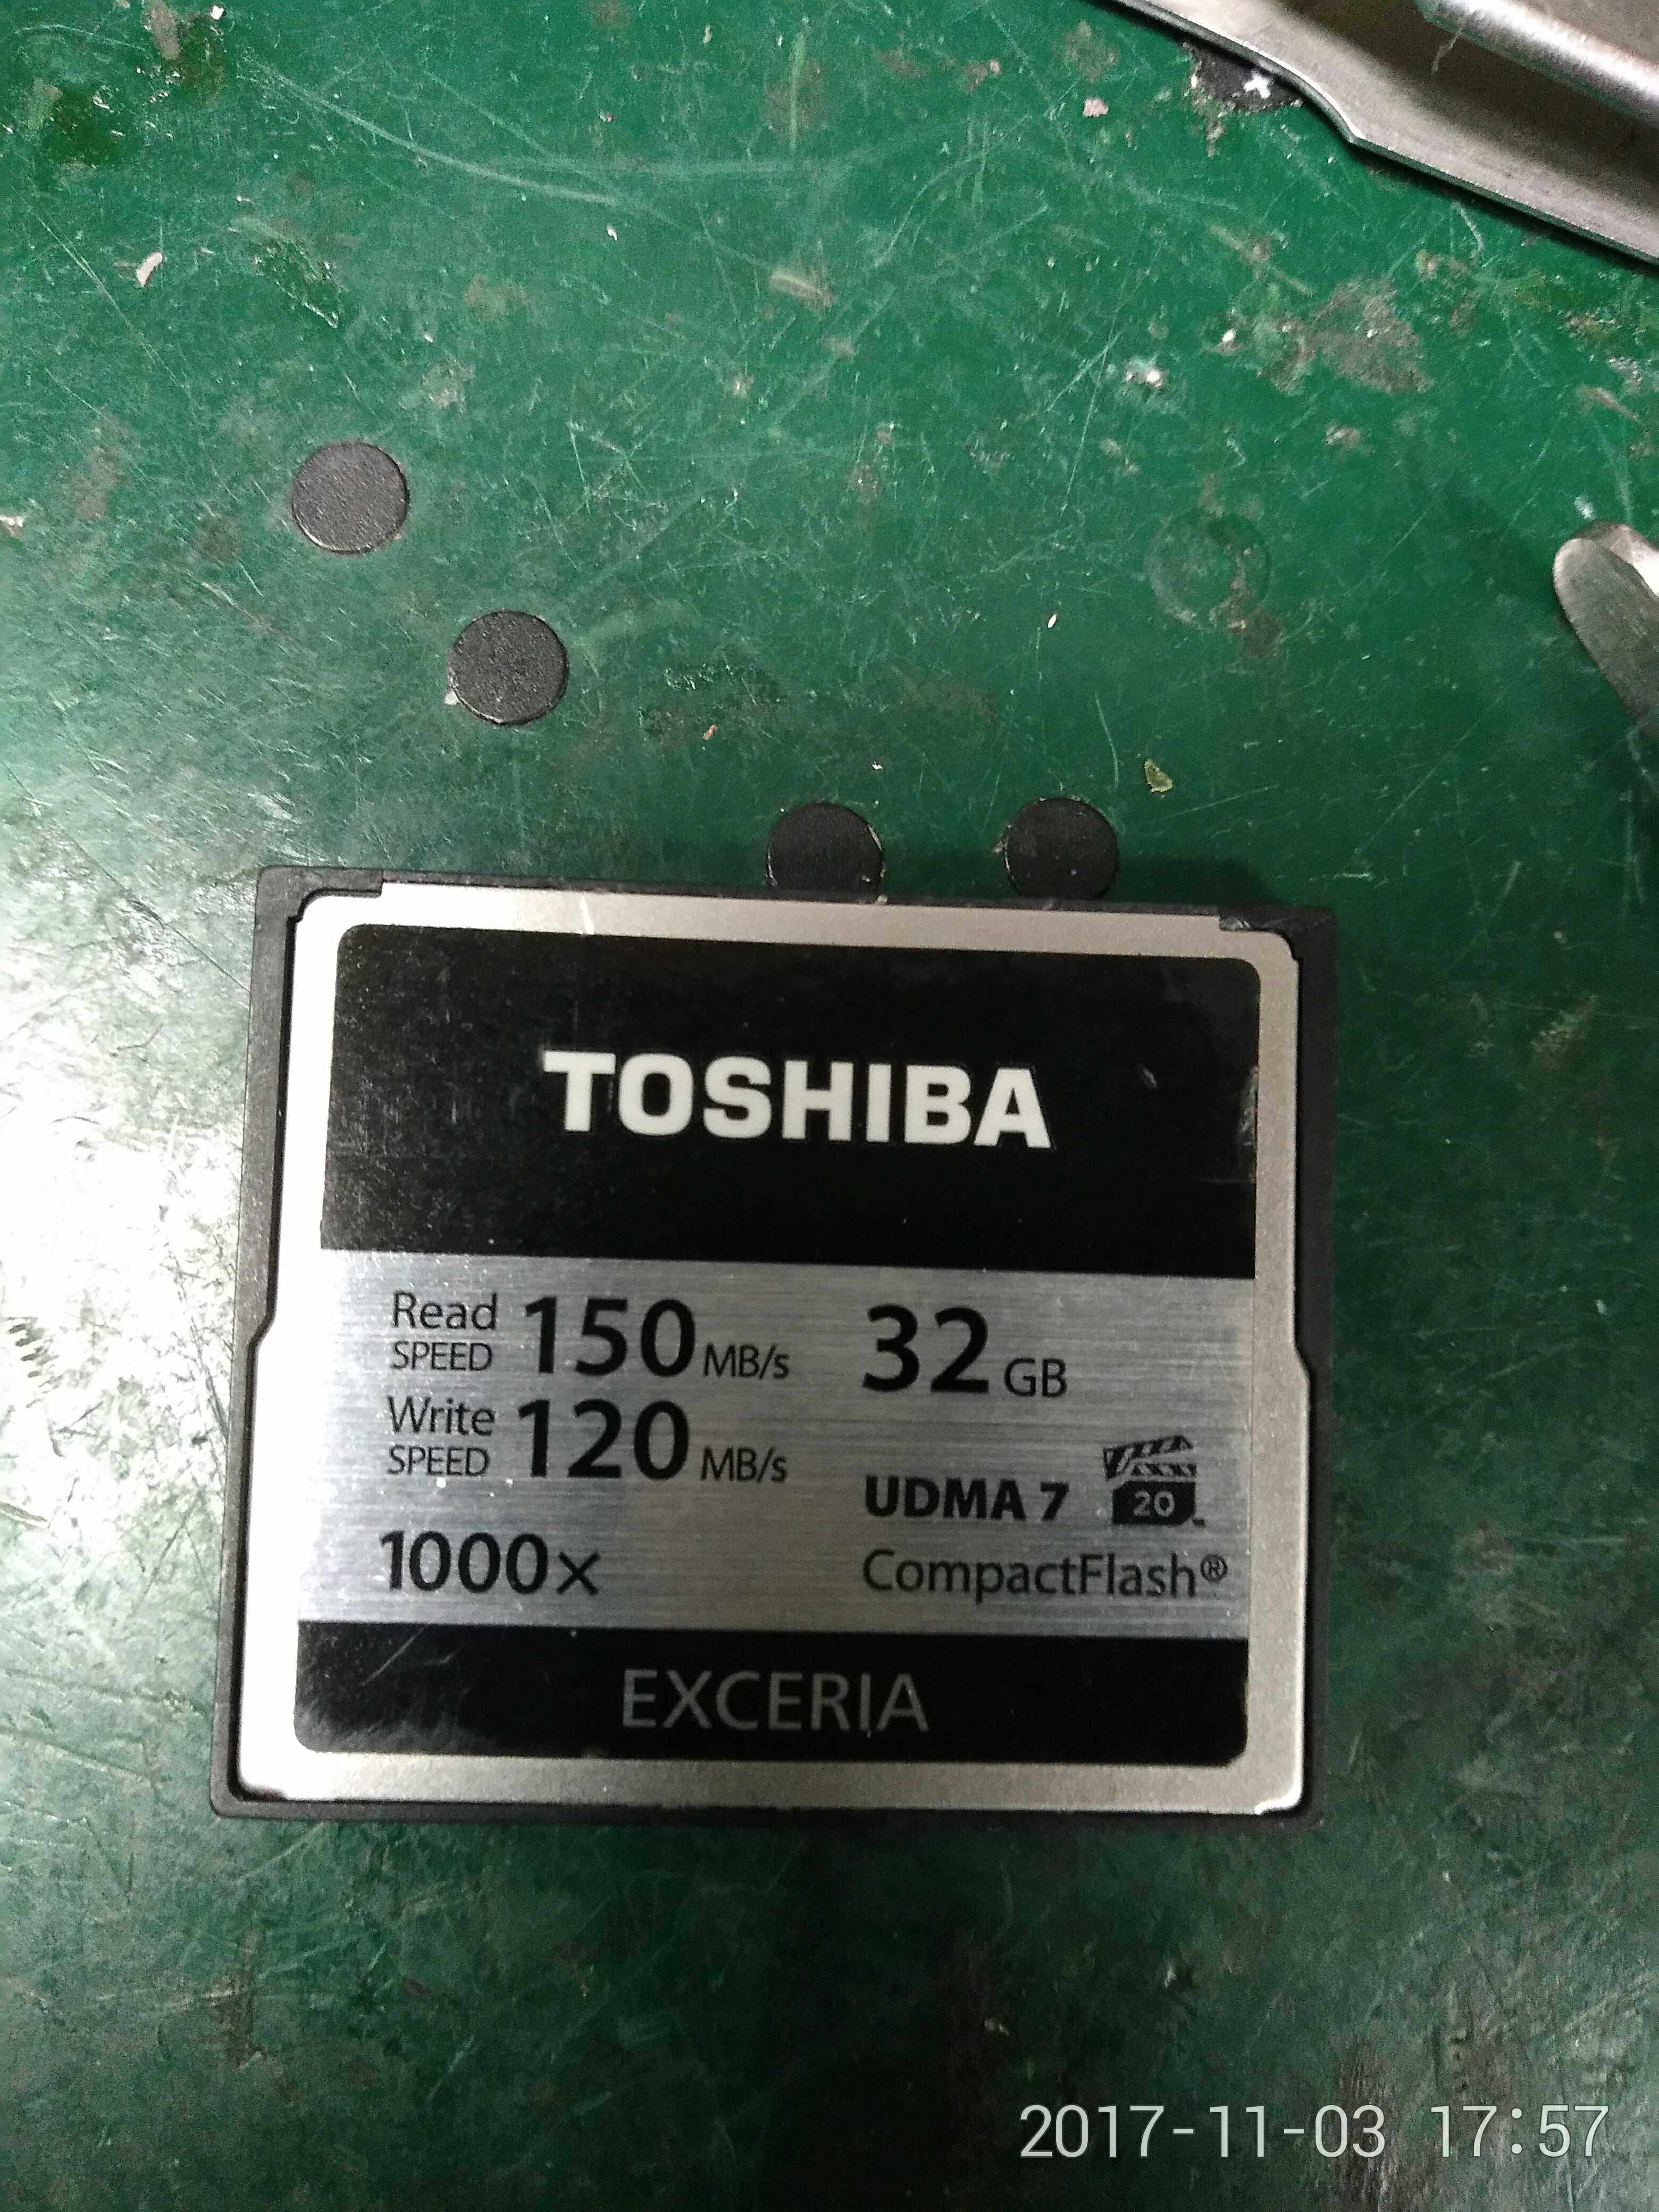 TOSHIBA
Read SPEED 150 MB/s
32 GB
Write SPEED 120 MB/s
UDMA 7
20
1000x
CompactFlash®
EXCERIA
2017-11-03 17:57